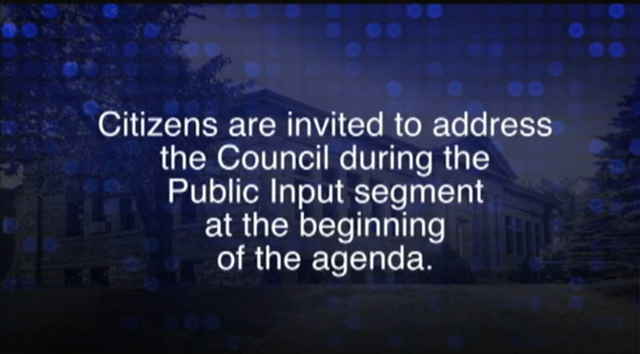 Citizens are invited to address
the Council during the
Public Input segment
at the beginning
of the agenda.